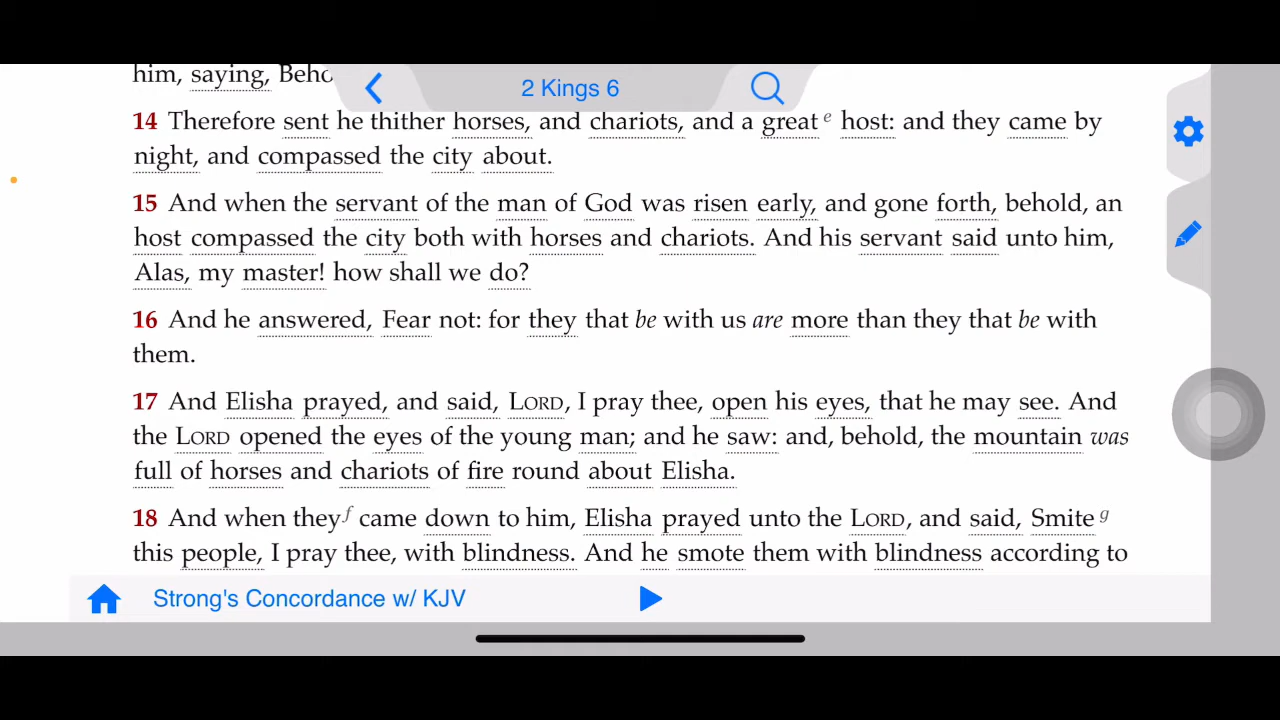 him, saying, Beho
2 Kings 6
14 Therefore sent he thither horses, and chariots, and a great e host: and they came by
night, and compassed the city about.
15 And when the servant of the man of God was risen early, and gone forth, behold, an
host compassed the city both with horses and chariots. And his servant said unto him,
Alas, my master! how shall we do?
16 And he answered, Fear not: for they that be with us are more than they that be with
them.
17 And Elisha prayed, and said, LORD, I pray thee, open his eyes, that he may see. And
the LORD opened the eyes of the young man; and he saw: and, behold, the mountain was
full of horses and chariots of fire round about Elisha.
18 And when they f came down to him, Elisha prayed unto the LORD, and said, Smite g
this people, I pray thee, with blindness. And he smote them with blindness according to
Strong's Concordance w/ KJV